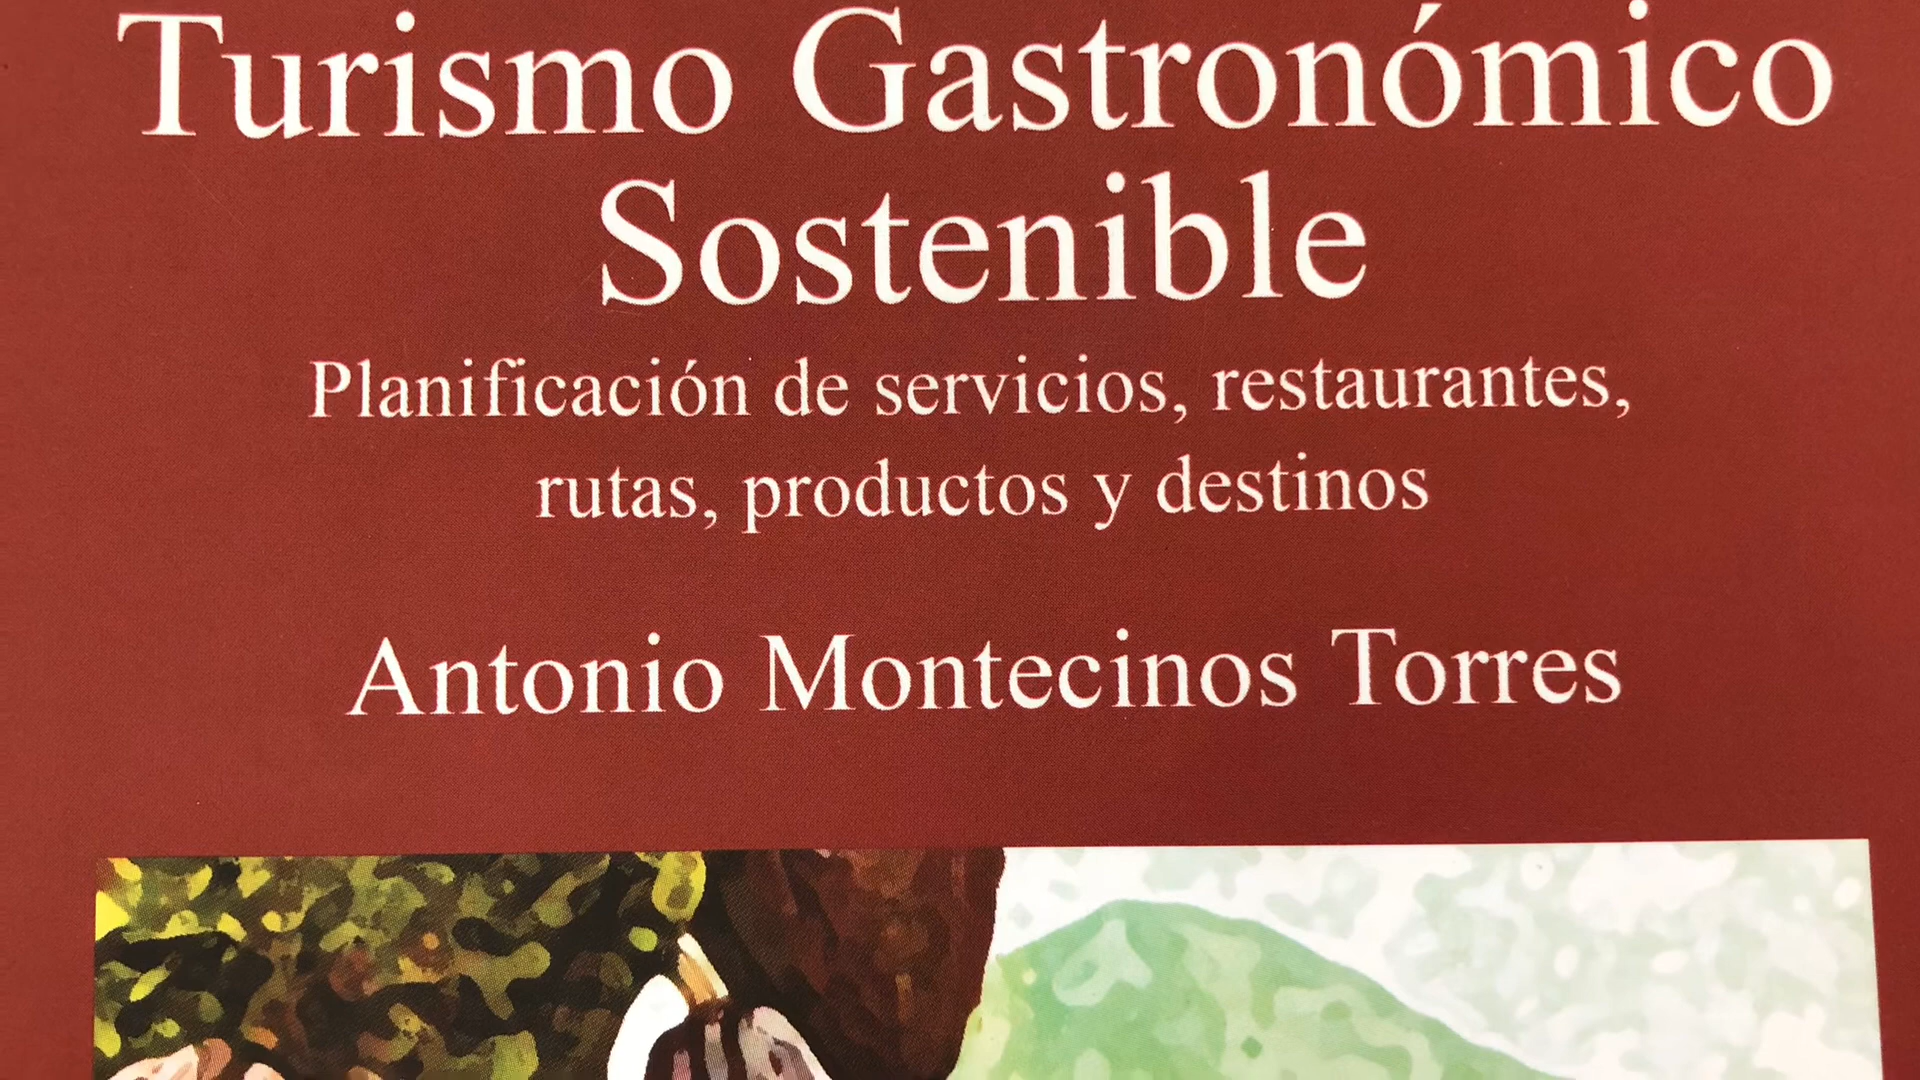 Turismo Gastronómico
Sostenible
Planificación de servicios, restaurantes,
rutas, productos y destinos
Antonio Montecinos Torres